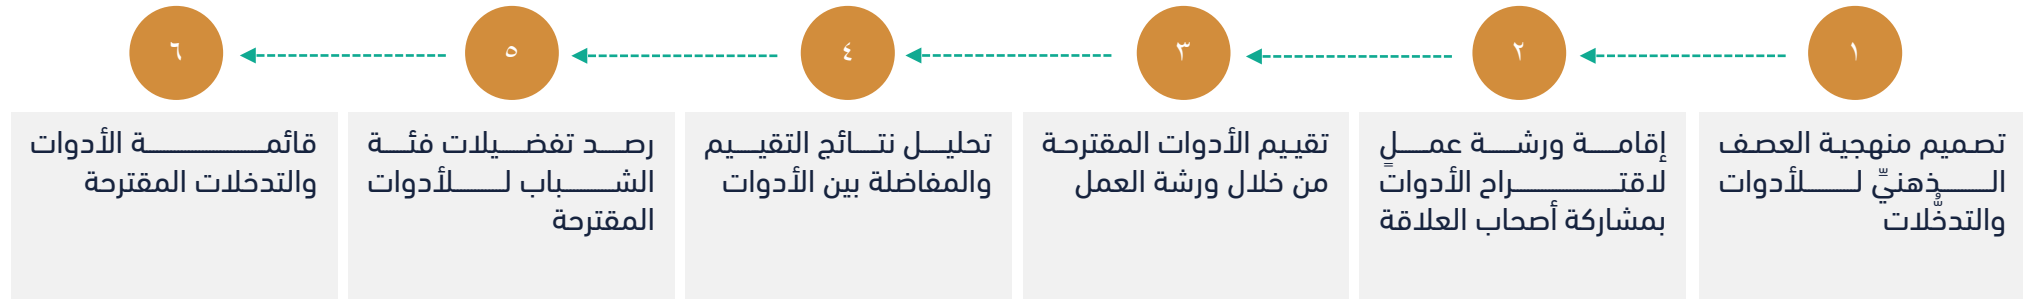 ١
تصميم منهجية العصف
الذهنيِّ للأدوات
والتدخُّلات
٢
إقامة ورشة عملٍ
لاقتراح الأدوات
بمشاركة أصحاب العلاقة
٣
تقييم الأدوات المقترحة
من خلال ورشة العمل
٤
تحليل نتائج التقييم
والمفاضلة بين الأدوات
٥
رصد تفضيلات فئة
الشباب للأدوات
المقترحة
٦
قائمة الأدوات
والتدخلات المقترحة